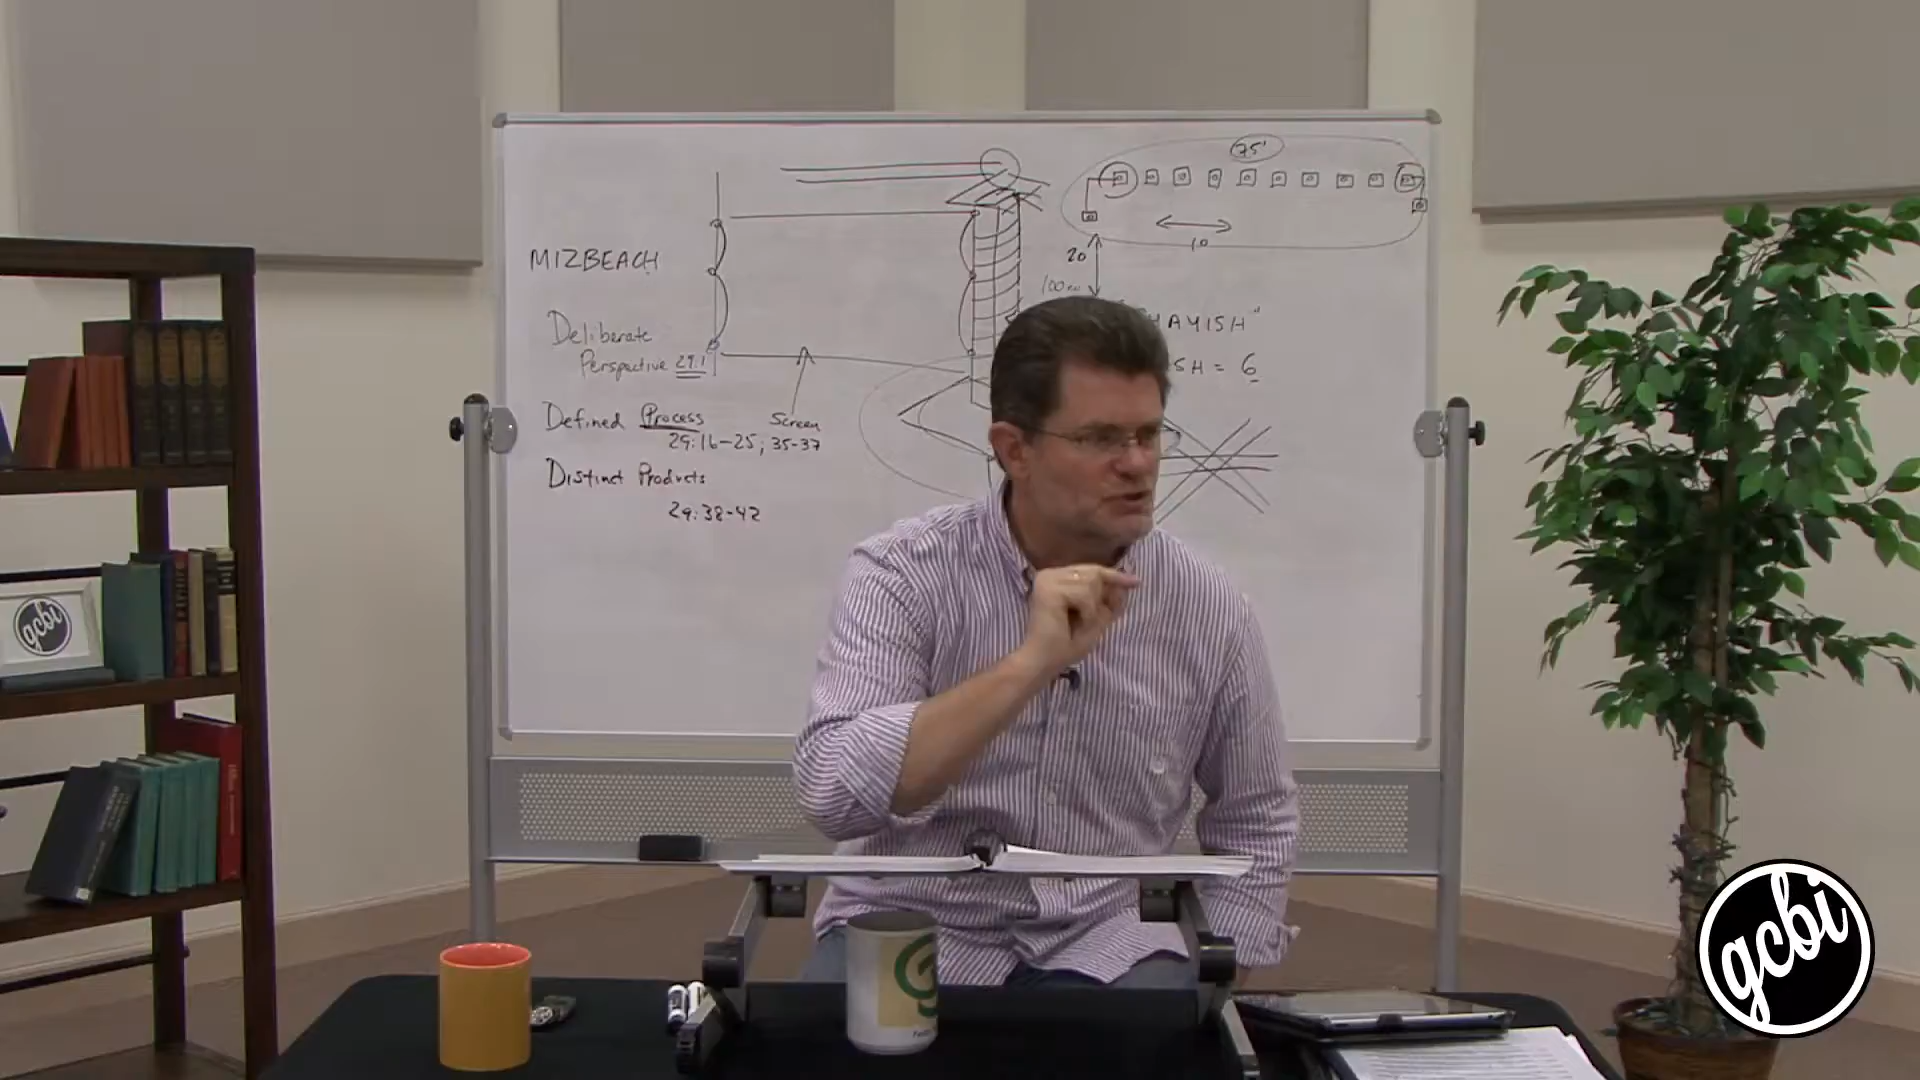 MIZBEACH
Deliberate
Perspective 29:1
Defined Process
29:16-25; 35-37
Distinct Products
29:38-42
Screen
75'
10
20
HAYISH"
SH = 6
gcbi
gcbi